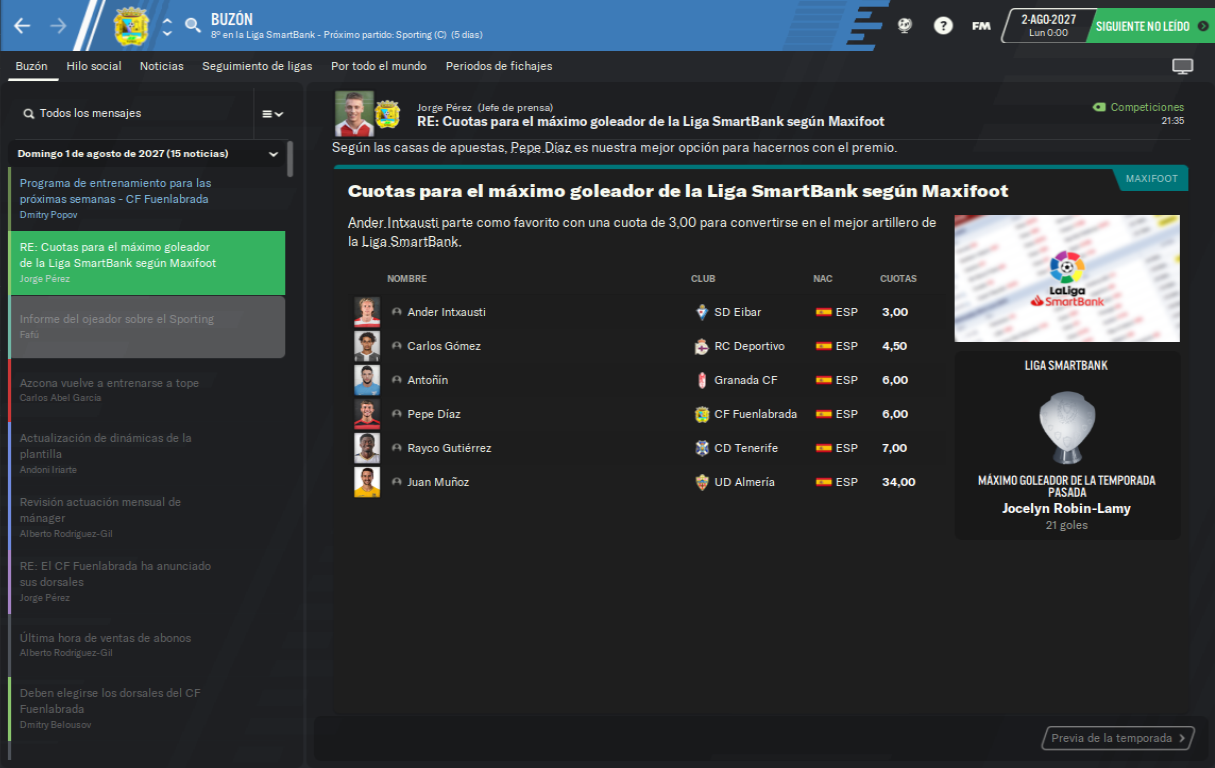 BUZÓN
8º en la Liga SmartBank - Próximo partido: Sporting (C) (5 días)
?
FM
2-AGO-2027
Lun 0:00
SIGUIENTE NO LEÍDO
Buzón Hilo social Noticias Seguimiento de ligas Por todo el mundo Periodos de fichajes
Todos los mensajes
Domingo 1 de agosto de 2027 (15 noticias)
Programa de entrenamiento para las
próximas semanas - CF Fuenlabrada
Dmitry Popov
RE: Cuotas para el máximo goleador
de la Liga SmartBank según Maxifoot
Jorge Pérez
Informe del ojeador sobre el Sporting
Fafú
Azcona vuelve a entrenarse a tope
Carlos Abel García
Actualización de dinámicas de la
plantilla
Andoni Iriarte
Revisión actuación mensual de
mánager
Alberto Rodríguez-Gil
RE: El CF Fuenlabrada ha anunciado
sus dorsales
Jorge Pérez
Última hora de ventas de abonos
Alberto Rodríguez-Gil
Deben elegirse los dorsales del CF
Fuenlabrada
Dmitry Belousov
Jorge Pérez (Jefe de prensa)
RE: Cuotas para el máximo goleador de la Liga SmartBank según Maxifoot
Competiciones
21:35
Según las casas de apuestas, Pepe Díaz es nuestra mejor opción para hacernos con el premio.
MAXIFOOT
Cuotas para el máximo goleador de la Liga SmartBank según Maxifoot
Ander Intxausti parte como favorito con una cuota de 3,00 para convertirse en el mejor artillero de
la Liga SmartBank.
NOMBRE CLUB NAC CUOTAS
Ander Intxausti SD Eibar ESP 3,00
Carlos Gómez RC Deportivo ESP 4,50
Antoñín Granada CF ESP 6,00
Pepe Díaz CF Fuenlabrada ESP 6,00
Rayco Gutiérrez CD Tenerife ESP 7,00
Juan Muñoz UD Almería ESP 34,00
LaLiga
SmartBank
LIGA SMARTBANK
MÁXIMO GOLEADOR DE LA TEMPORADA
PASADA
Jocelyn Robin-Lamy
21 goles
Previa de la temporada